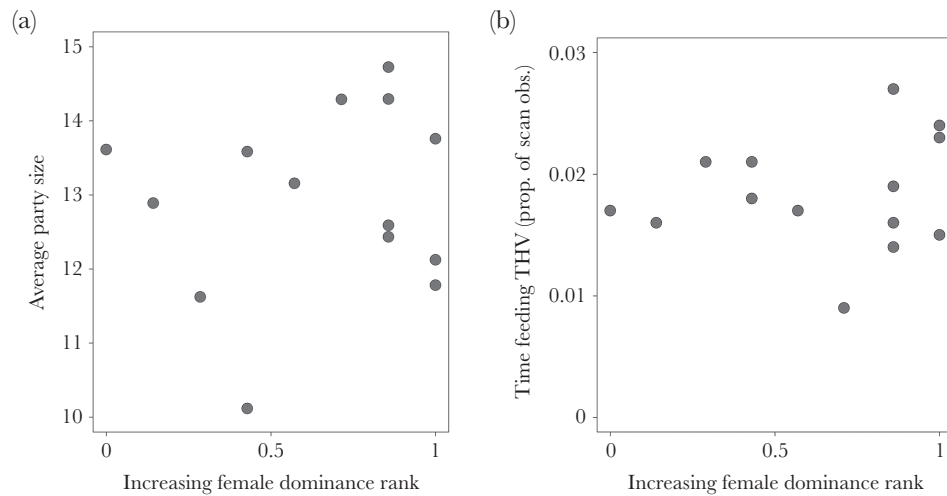 (a)
15
14
13
12
11
10
Average party size
0
0.5
1
Increasing female dominance rank
(b)
0.03
0.02
0.01
0
Time feeding THV (prop. of scan obs.)
0
0.5
1
Increasing female dominance rank